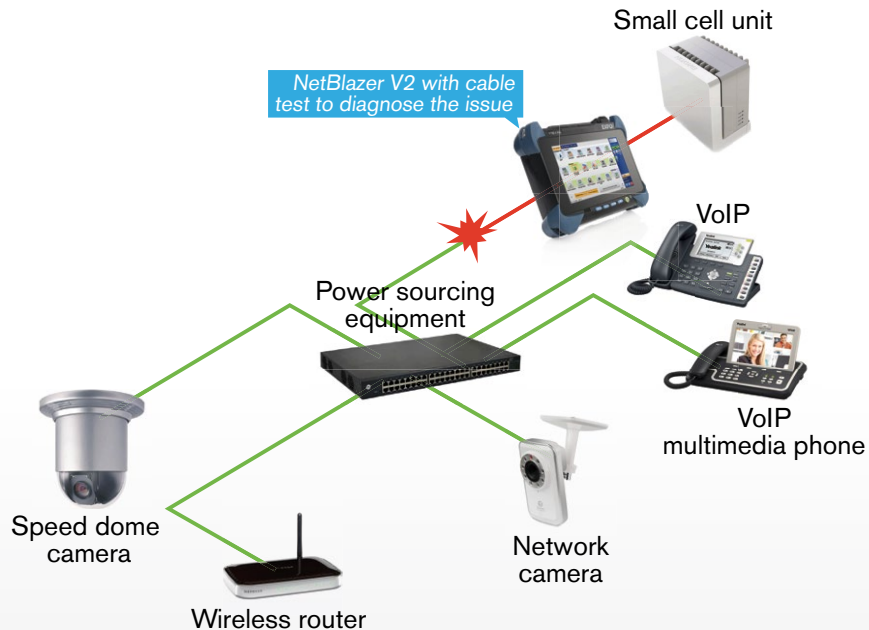 Small cell unit
NetBlazer V2 with cable
test to diagnose the issue
VoIP
Power sourcing
equipment
VoIP
multimedia phone
Speed dome
camera
Network
camera
Wireless router